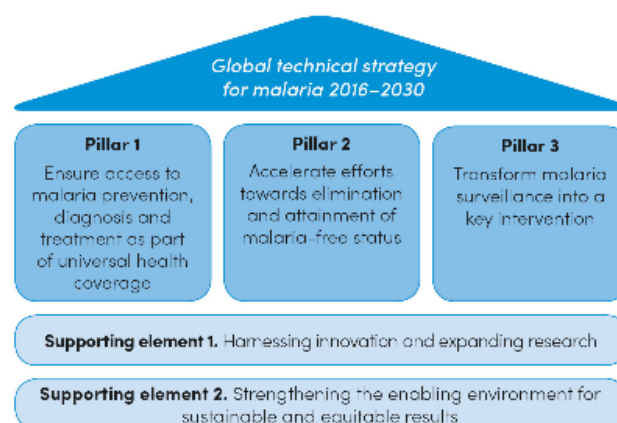 Global technical strategy
for malaria 2016–2030
Pillar 1
Ensure access to
malaria prevention,
diagnosis and
treatment as part
of universal health
coverage
Pillar 2
Accelerate efforts
towards elimination
and attainment of
malaria-free status
Pillar 3
Transform malaria
surveillance into a
key intervention
Supporting element 1. Harnessing innovation and expanding research
Supporting element 2. Strengthening the enabling environment for
sustainable and equitable results